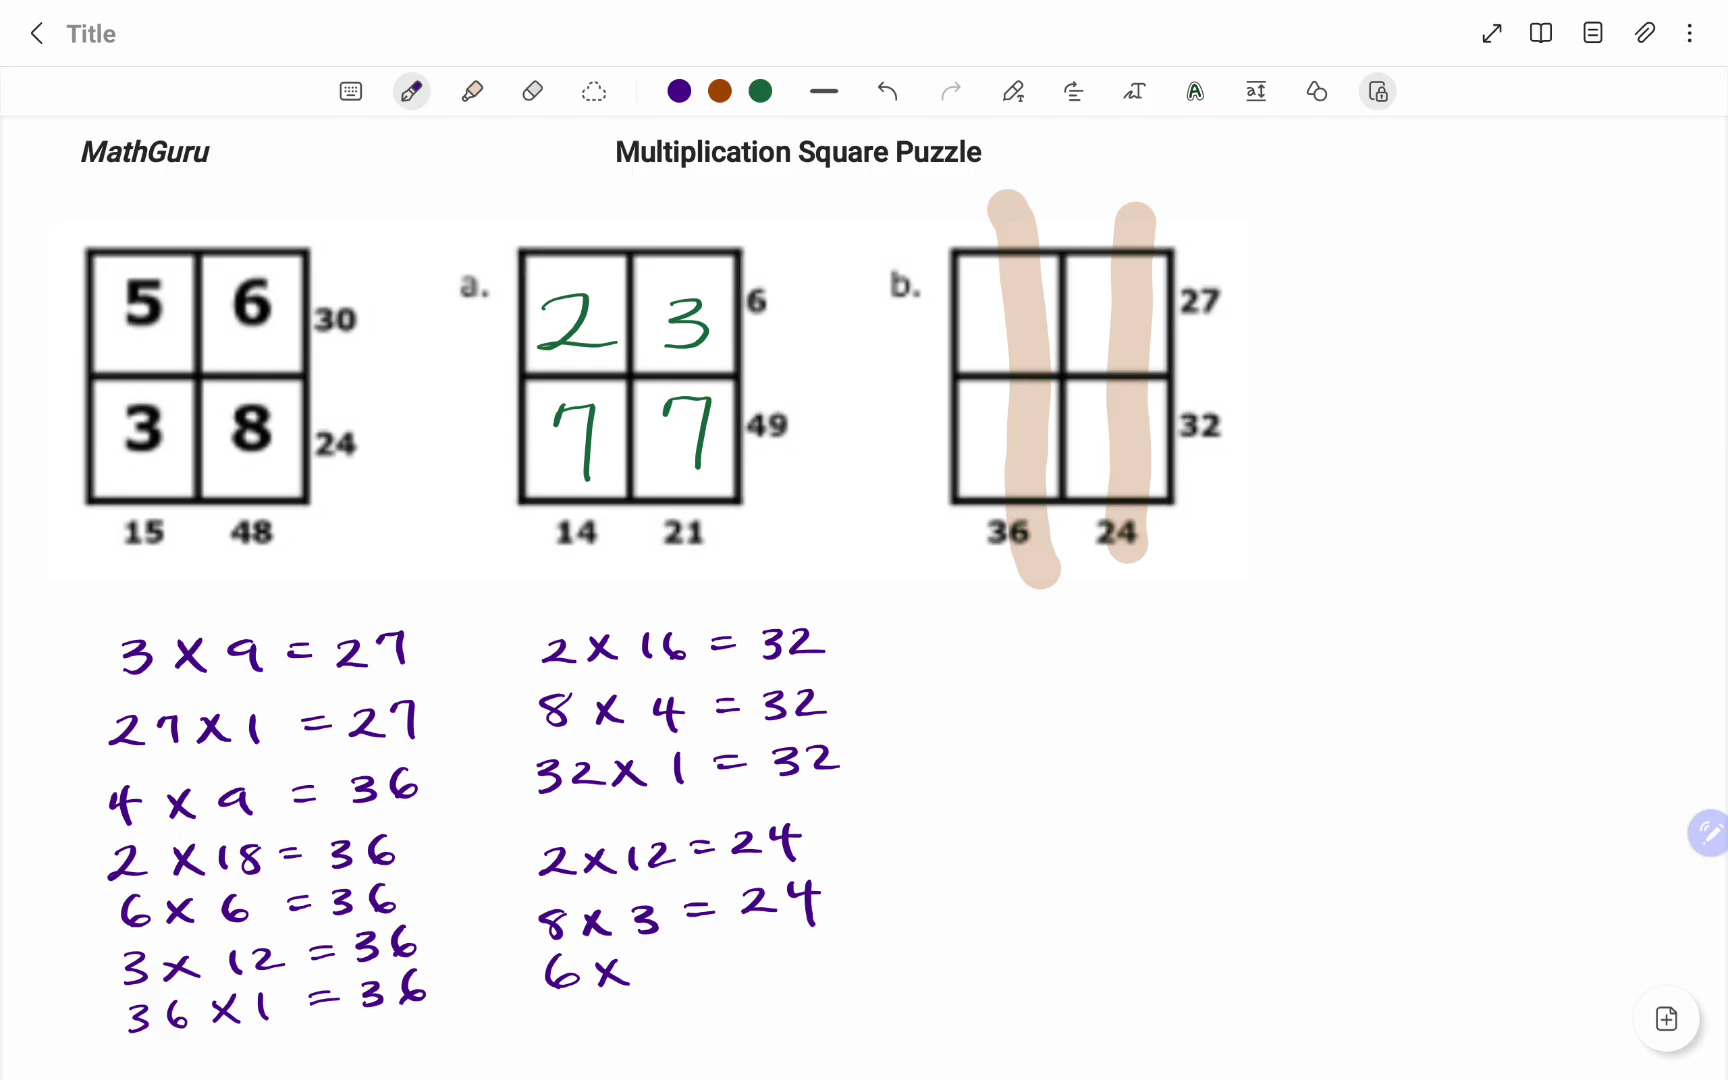 Title
MathGuru Multiplication Square Puzzle
5 6 30
3 8 24
15 48
a.
2 3 6
7 7 49
14 21
b.
27
32
36 24
3 x 9 = 27
27 x 1 = 27
4 x 9 = 36
2 x 18 = 36
6 x 6 = 36
3 x 12 = 36
36 x 1 = 36
2 x 16 = 32
8 x 4 = 32
32 x 1 = 32
2 x 12 = 24
8 x 3 = 24
6 x